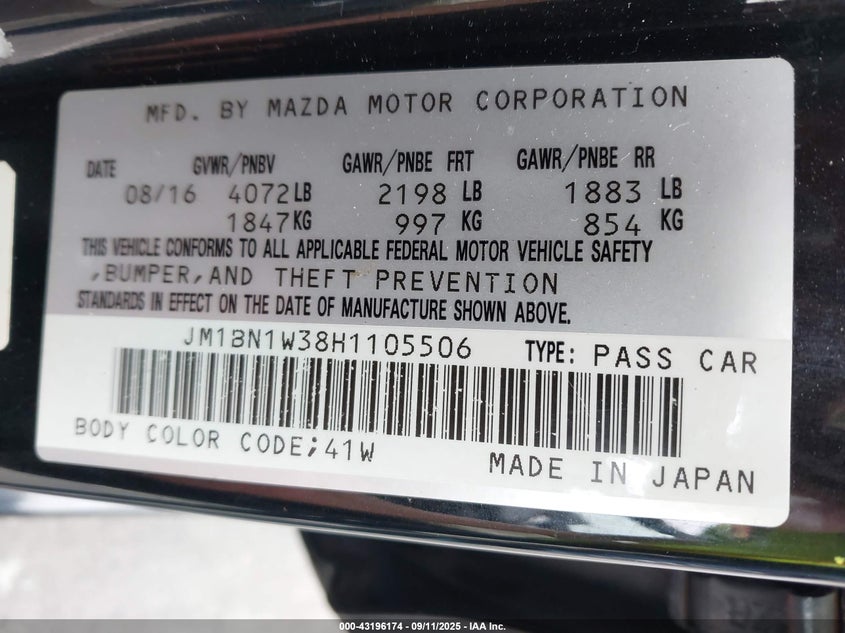 MFD. BY MAZDA MOTOR CORPORATION
DATE GVWR/PNBV GAWR/PNBE FRT GAWR/PNBE RR
08/16 4072LB 2198 LB 1883 LB
1847KG 997 KG 854 KG
THIS VEHICLE CONFORMS TO ALL APPLICABLE FEDERAL MOTOR VEHICLE SAFETY
,BUMPER,AND THEFT PREVENTION
STANDARDS IN EFFECT ON THE DATE OF MANUFACTURE SHOWN ABOVE.
JM1BN1W38H1105506 TYPE: PASS CAR
BODY COLOR CODE;41W
MADE IN JAPAN
000-43196174 - 09/11/2025 - IAA Inc.